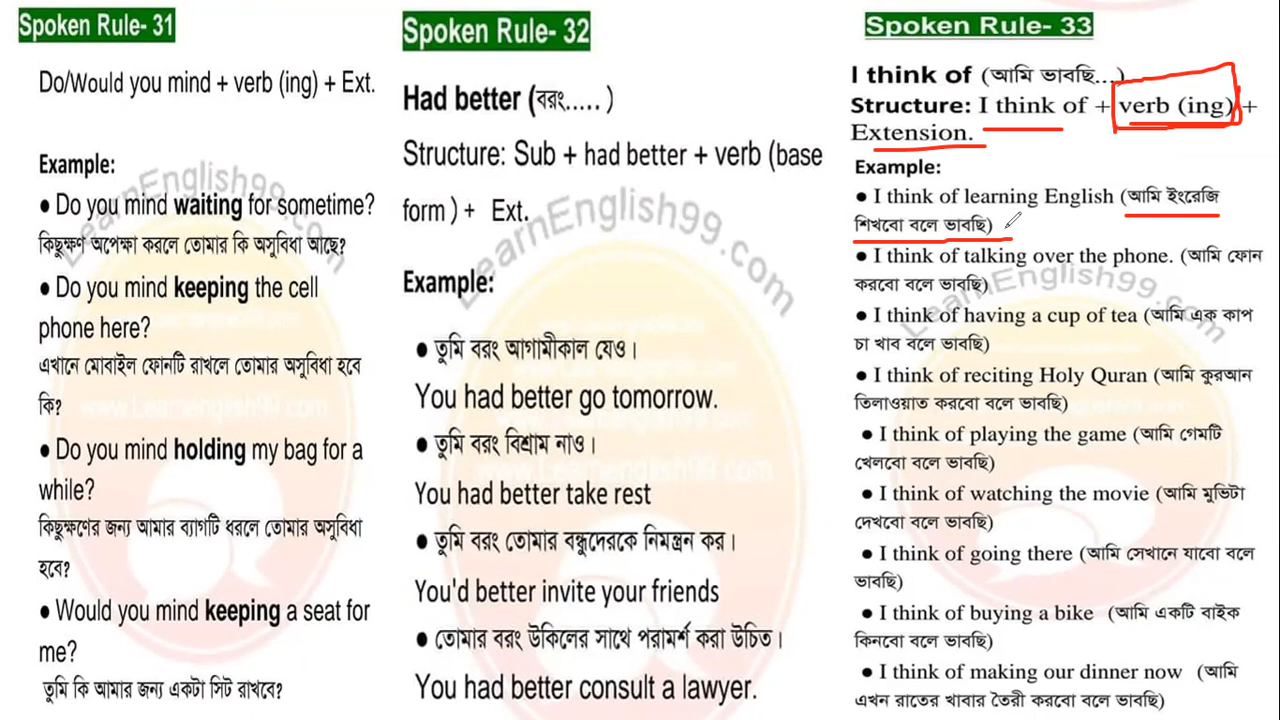 Spoken Rule- 31
Do/Would you mind + verb (ing) + Ext.
Example:
● Do you mind waiting for sometime?
কিছুক্ষণ অপেক্ষা করলে তোমার কি অসুবিধা আছে?
● Do you mind keeping the cell
phone here?
এখানে মোবাইল ফোনটি রাখলে তোমার অসুবিধা হবে
কি?
● Do you mind holding my bag for a
while?
কিছুক্ষণের জন্য আমার ব্যাগটি ধরলে তোমার অসুবিধা
হবে?
● Would you mind keeping a seat for
me?
তুমি কি আমার জন্য একটা সিট রাখবে?
LearnEnglish99.com
www.Learnenglish99.com
Spoken Rule- 32
Had better (বরং..... )
Structure: Sub + had better + verb (base
form ) + Ext.
Example:
● তুমি বরং আগামীকাল যেও।
You had better go tomorrow.
● তুমি বরং বিশ্রাম নাও।
You had better take rest
● তুমি বরং তোমার বন্ধুদেরকে নিমন্ত্রন কর।
You'd better invite your friends
● তোমার বরং উকিলের সাথে পরামর্শ করা উচিত।
You had better consult a lawyer.
LearnEnglish99.com
Spoken Rule- 33
I think of (আমি ভাবছি...)
Structure: I think of + verb (ing) +
Extension.
Example:
● I think of learning English (আমি ইংরেজি
শিখবো বলে ভাবছি)
● I think of talking over the phone. (আমি ফোন
করবো বলে ভাবছি)
● I think of having a cup of tea (আমি এক কাপ
চা খাব বলে ভাবছি)
● I think of reciting Holy Quran (আমি কুরআন
তিলাওয়াত করবো বলে ভাবছি)
● I think of playing the game (আমি গেমটি
খেলবো বলে ভাবছি)
● I think of watching the movie (আমি মুভিটা
দেখবো বলে ভাবছি)
● I think of going there (আমি সেখানে যাবো বলে
ভাবছি)
● I think of buying a bike (আমি একটি বাইক
কিনবো বলে ভাবছি)
● I think of making our dinner now (আমি
এখন রাতের খাবার তৈরী করবো বলে ভাবছি)
LearnEnglish99.com